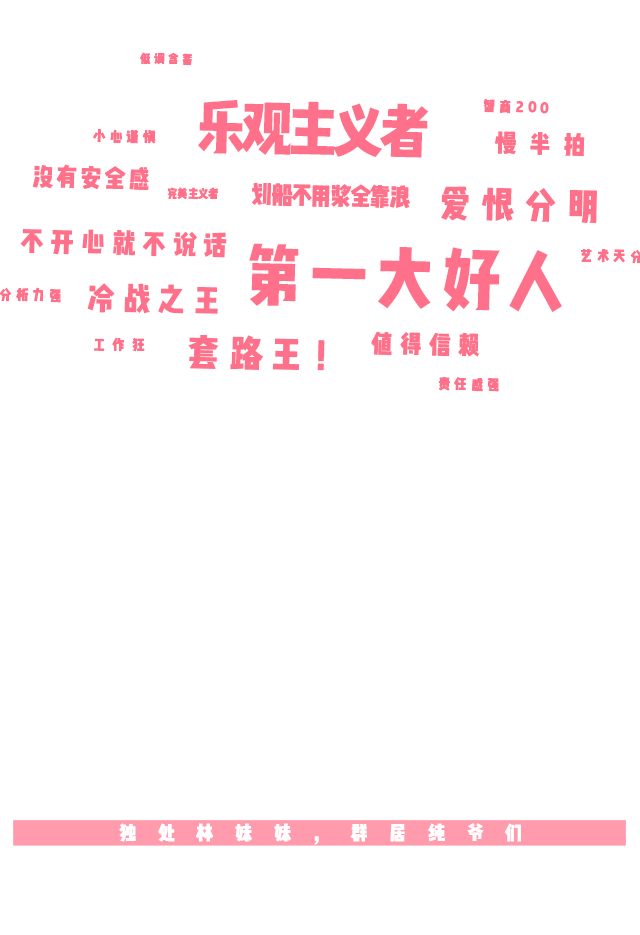 低调含蓄
乐观主义者
智商200
小心谨慎
慢半拍
沒有安全感
完美主义者
划船不用桨全靠浪
爱恨分明
不开心就不说话
第一大好人
艺术天分
分析力强
冷战之王
工作狂
套路王！
值得信赖
责任感强
独处林妹妹，群居纯爷们